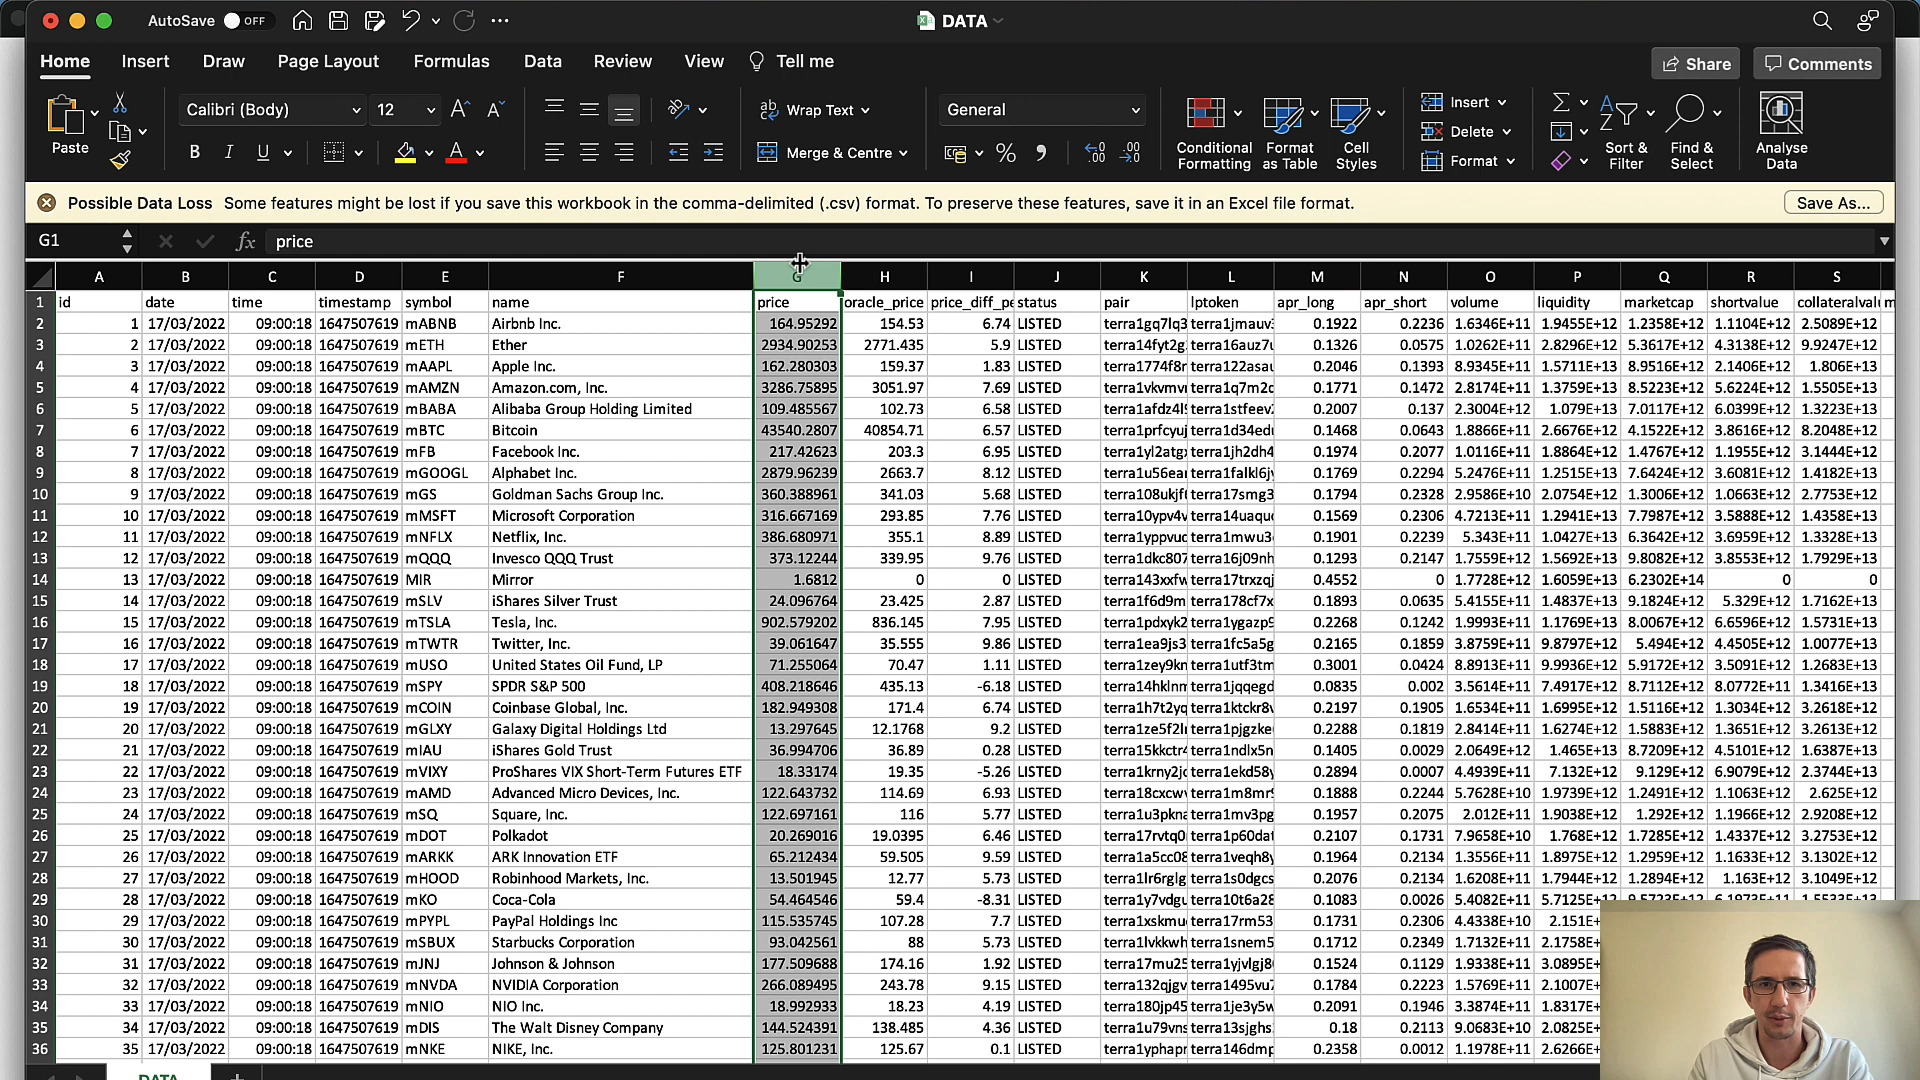 AutoSave OFF DATA
Home Insert Draw Page Layout Formulas Data Review View Tell me Share Comments
Paste Calibri (Body) 12 B I U Wrap Text Merge & Centre General Conditional Formatting Format as Table Cell Styles Insert Delete Format Sort & Filter Find & Select Analyse Data
Possible Data Loss Some features might be lost if you save this workbook in the comma-delimited (.csv) format. To preserve these features, save it in an Excel file format. Save As...
G1 fx price
A B C D E F G H I J K L M N O P Q R S
1 id date time timestamp symbol name price oracle_price price_diff_pe status pair lptoken apr_long apr_short volume liquidity marketcap shortvalue collateralvalu m
2 1 17/03/2022 09:00:18 1647507619 mABNB Airbnb Inc. 164.95292 154.53 6.74 LISTED terra1gq7lq3 terra1jmauv 0.1922 0.2236 1.6346E+11 1.9455E+12 1.2358E+12 1.1104E+12 2.5089E+12
3 2 17/03/2022 09:00:18 1647507619 mETH Ether 2934.90253 2771.435 5.9 LISTED terra14fyt2g terra16auz7u 0.1326 0.0575 1.0262E+11 2.8296E+12 5.3617E+12 4.3138E+12 9.9247E+12
4 3 17/03/2022 09:00:18 1647507619 mAAPL Apple Inc. 162.280303 159.37 1.83 LISTED terra1774f8r terra122asau 0.2046 0.1393 8.9345E+11 1.5711E+13 8.9516E+12 2.1406E+12 1.806E+13
5 4 17/03/2022 09:00:18 1647507619 mAMZN Amazon.com, Inc. 3286.75895 3051.97 7.69 LISTED terra1vkvmv terra1q7m2c 0.1771 0.1472 2.8174E+11 1.3759E+13 8.5223E+12 5.6224E+12 1.5505E+13
6 5 17/03/2022 09:00:18 1647507619 mBABA Alibaba Group Holding Limited 109.485567 102.73 6.58 LISTED terra1afdz4l terra1stfeev 0.2007 0.137 2.3004E+12 1.079E+13 7.0117E+12 6.0399E+12 1.3223E+13
7 6 17/03/2022 09:00:18 1647507619 mBTC Bitcoin 43540.2807 40854.71 6.57 LISTED terra1prfcyuj terra1d34edu 0.1468 0.0643 1.8866E+11 2.6676E+12 4.1522E+12 3.8616E+12 8.2048E+12
8 7 17/03/2022 09:00:18 1647507619 mFB Facebook Inc. 217.42623 203.3 6.95 LISTED terra1yl2atg terra1jh2dh4 0.1974 0.2077 1.0116E+11 1.8864E+12 1.4767E+12 1.1955E+12 3.1444E+12
9 8 17/03/2022 09:00:18 1647507619 mGOOGL Alphabet Inc. 2879.96239 2663.7 8.12 LISTED terra1u56ea terra1falkl6j 0.1769 0.2294 5.2476E+11 1.2515E+13 7.6424E+12 3.6081E+12 1.4182E+13
10 9 17/03/2022 09:00:18 1647507619 mGS Goldman Sachs Group Inc. 360.388961 341.03 5.68 LISTED terra108ukjf terra17smg3 0.1794 0.2328 2.9586E+10 2.0754E+12 1.3006E+12 1.0663E+12 2.7753E+12
11 10 17/03/2022 09:00:18 1647507619 mMSFT Microsoft Corporation 316.667169 293.85 7.76 LISTED terra10ypv4v terra14uaqu 0.1569 0.2306 4.7213E+11 1.2941E+13 7.7987E+12 3.5888E+12 1.4358E+13
12 11 17/03/2022 09:00:18 1647507619 mNFLX Netflix, Inc. 386.680971 355.1 8.89 LISTED terra1yppvuc terra1mwu3 0.1901 0.2239 5.343E+11 1.0427E+13 6.3642E+12 3.6959E+12 1.3328E+13
13 12 17/03/2022 09:00:18 1647507619 mQQQ Invesco QQQ Trust 373.12244 339.95 9.76 LISTED terra1dkc807 terra16j09nh 0.1293 0.2147 1.7559E+12 1.5692E+13 9.8082E+12 3.8553E+12 1.7929E+13
14 13 17/03/2022 09:00:18 1647507619 MIR Mirror 1.6812 0 0 LISTED terra143xxfw terra17trxzqj 0.4552 0 1.7728E+12 1.6059E+13 6.2302E+14 0 0
15 14 17/03/2022 09:00:18 1647507619 mSLV iShares Silver Trust 24.096764 23.425 2.87 LISTED terra1f6d9m terra178cf7x 0.1893 0.0635 5.4155E+11 1.4837E+13 9.1824E+12 5.329E+12 1.7162E+13
16 15 17/03/2022 09:00:18 1647507619 mTSLA Tesla, Inc. 902.579202 836.145 7.95 LISTED terra1pdxyk2 terra1ygazp9 0.2268 0.1242 1.9993E+11 1.1769E+13 8.0067E+12 6.6596E+12 1.5731E+13
17 16 17/03/2022 09:00:18 1647507619 mTWTR Twitter, Inc. 39.061647 35.555 9.86 LISTED terra1ea9js3 terra1fc5a5g 0.2165 0.1859 3.8759E+11 9.8797E+12 5.494E+12 4.4505E+12 1.0077E+13
18 17 17/03/2022 09:00:18 1647507619 mUSO United States Oil Fund, LP 71.255064 70.47 1.11 LISTED terra1zey9kn terra1utf3tm 0.3001 0.0424 8.8913E+11 9.9936E+12 5.9172E+12 3.5091E+12 1.2683E+13
19 18 17/03/2022 09:00:18 1647507619 mSPY SPDR S&P 500 408.218646 435.13 -6.18 LISTED terra14hklnm terra1jqqegd 0.0835 0.002 3.5614E+11 7.4917E+12 8.7112E+12 8.0772E+11 1.3416E+13
20 19 17/03/2022 09:00:18 1647507619 mCOIN Coinbase Global, Inc. 182.949308 171.4 6.74 LISTED terra1h7t2yq terra1ktckr8 0.2197 0.1905 1.6534E+11 1.6995E+12 1.5116E+12 1.3034E+12 3.2618E+12
21 20 17/03/2022 09:00:18 1647507619 mGLXY Galaxy Digital Holdings Ltd 13.297645 12.1768 9.2 LISTED terra1ze5f2l terra1pjgzke 0.2288 0.1819 2.8414E+11 1.6274E+12 1.5883E+12 1.3651E+12 3.2613E+12
22 21 17/03/2022 09:00:18 1647507619 mIAU iShares Gold Trust 36.994706 36.89 0.28 LISTED terra15kkctr4 terra1ndlx5n 0.1405 0.0029 2.0649E+12 1.465E+13 8.7209E+12 4.5101E+12 1.6387E+13
23 22 17/03/2022 09:00:18 1647507619 mVIXY ProShares VIX Short-Term Futures ETF 18.33174 19.35 -5.26 LISTED terra1krny2jc terra1ekd58y 0.2894 0.0007 4.4939E+11 7.132E+12 9.129E+12 6.9079E+12 2.3744E+13
24 23 17/03/2022 09:00:18 1647507619 mAMD Advanced Micro Devices, Inc. 122.643732 114.69 6.93 LISTED terra18cxcwv terra1m8mr9 0.1888 0.2244 5.7628E+10 1.9739E+12 1.2491E+12 1.1063E+12 2.625E+12
25 24 17/03/2022 09:00:18 1647507619 mSQ Square, Inc. 122.697161 116 5.77 LISTED terra1u3pkna terra1mv3pg 0.1957 0.2075 2.012E+11 1.9038E+12 1.292E+12 1.1966E+12 2.9208E+12
26 25 17/03/2022 09:00:18 1647507619 mDOT Polkadot 20.269016 19.0395 6.46 LISTED terra17rvtq0 terra1p60dat 0.2107 0.1731 7.9658E+10 1.768E+12 1.7285E+12 1.4337E+12 3.2753E+12
27 26 17/03/2022 09:00:18 1647507619 mARKK ARK Innovation ETF 65.212434 59.505 9.59 LISTED terra1a5cc08 terra1veqh8y 0.1964 0.2134 1.3556E+11 1.8975E+12 1.2959E+12 1.1633E+12 3.1302E+12
28 27 17/03/2022 09:00:18 1647507619 mHOOD Robinhood Markets, Inc. 13.501945 12.77 5.73 LISTED terra1lr6rglg terra1s0dgcs 0.2076 0.2134 1.6208E+11 1.7944E+12 1.2894E+12 1.163E+12 3.1049E+12
29 28 17/03/2022 09:00:18 1647507619 mKO Coca-Cola 54.464546 59.4 -8.31 LISTED terra1y7vdgu terra10t6a28 0.1083 0.0026 5.4082E+11 5.7125E+12
30 29 17/03/2022 09:00:18 1647507619 mPYPL PayPal Holdings Inc 115.535745 107.28 7.7 LISTED terra1xskmu terra17rm53 0.1731 0.2306 4.4338E+10 2.151E+
31 30 17/03/2022 09:00:18 1647507619 mSBUX Starbucks Corporation 93.042561 88 5.73 LISTED terra1lvkkwh terra1snem5 0.1712 0.2349 1.7132E+11 2.1758E+
32 31 17/03/2022 09:00:18 1647507619 mJNJ Johnson & Johnson 177.509688 174.16 1.92 LISTED terra17mu25 terra1yjvlgj8 0.1524 0.1129 1.9338E+11 3.0895E+
33 32 17/03/2022 09:00:18 1647507619 mNVDA NVIDIA Corporation 266.089495 243.78 9.15 LISTED terra132qjgv terra1495vu7 0.1784 0.2223 1.5769E+11 2.1007E+
34 33 17/03/2022 09:00:18 1647507619 mNIO NIO Inc. 18.992933 18.23 4.19 LISTED terra180jp45 terra1je3y5w 0.2091 0.1946 3.3874E+11 1.8317E+
35 34 17/03/2022 09:00:18 1647507619 mDIS The Walt Disney Company 144.524391 138.485 4.36 LISTED terra1u79vns terra13sjghs 0.18 0.2113 9.0683E+10 2.0825E+
36 35 17/03/2022 09:00:18 1647507619 mNKE NIKE, Inc. 125.801231 125.67 0.1 LISTED terra1yphapr terra146dmp 0.2358 0.0012 1.1978E+11 2.6266E+
DATA